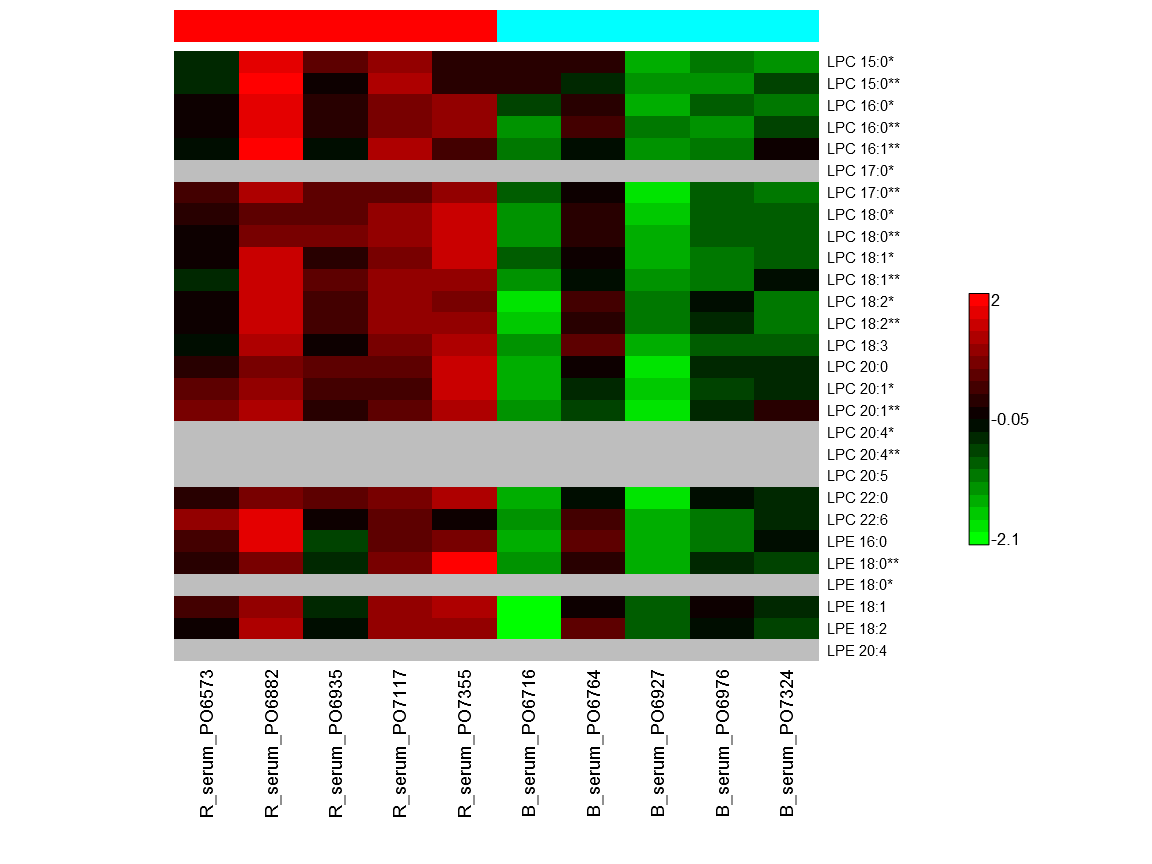 LPC 15:0*
LPC 15:0**
LPC 16:0*
LPC 16:0**
LPC 16:1**
LPC 17:0*
LPC 17:0**
LPC 18:0*
LPC 18:0**
LPC 18:1*
LPC 18:1**
LPC 18:2*
LPC 18:2**
LPC 18:3
LPC 20:0
LPC 20:1*
LPC 20:1**
LPC 20:4*
LPC 20:4**
LPC 20:5
LPC 22:0
LPC 22:6
LPE 16:0
LPE 18:0**
LPE 18:0*
LPE 18:1
LPE 18:2
LPE 20:4
2
-0.05
-2.1
R_serum_PO6573
R_serum_PO6882
R_serum_PO6935
R_serum_PO7117
R_serum_PO7355
B_serum_PO6716
B_serum_PO6764
B_serum_PO6927
B_serum_PO6976
B_serum_PO7324